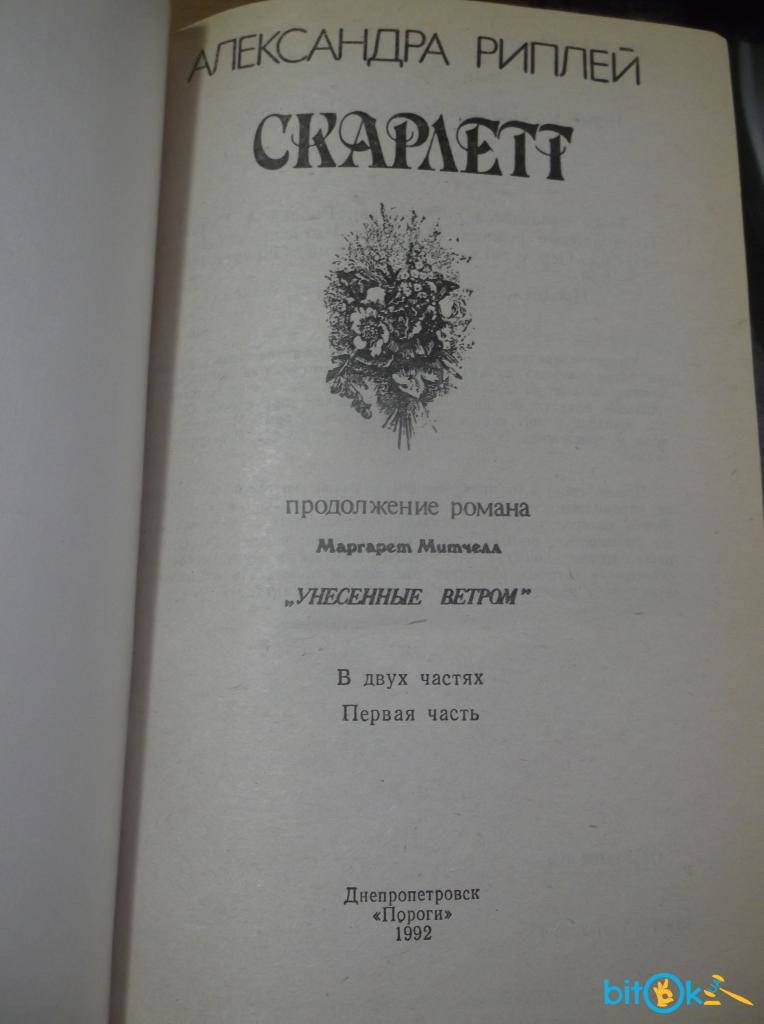 АЛЕКСАНДРА РИПЛЕЙ
СКАРЛЕТТ
продолжение романа
Маргарет Митчелл
„УНЕСЕННЫЕ ВЕТРОМ”
В двух частях
Первая часть
Днепропетровск
«Пороги»
1992
bitOk